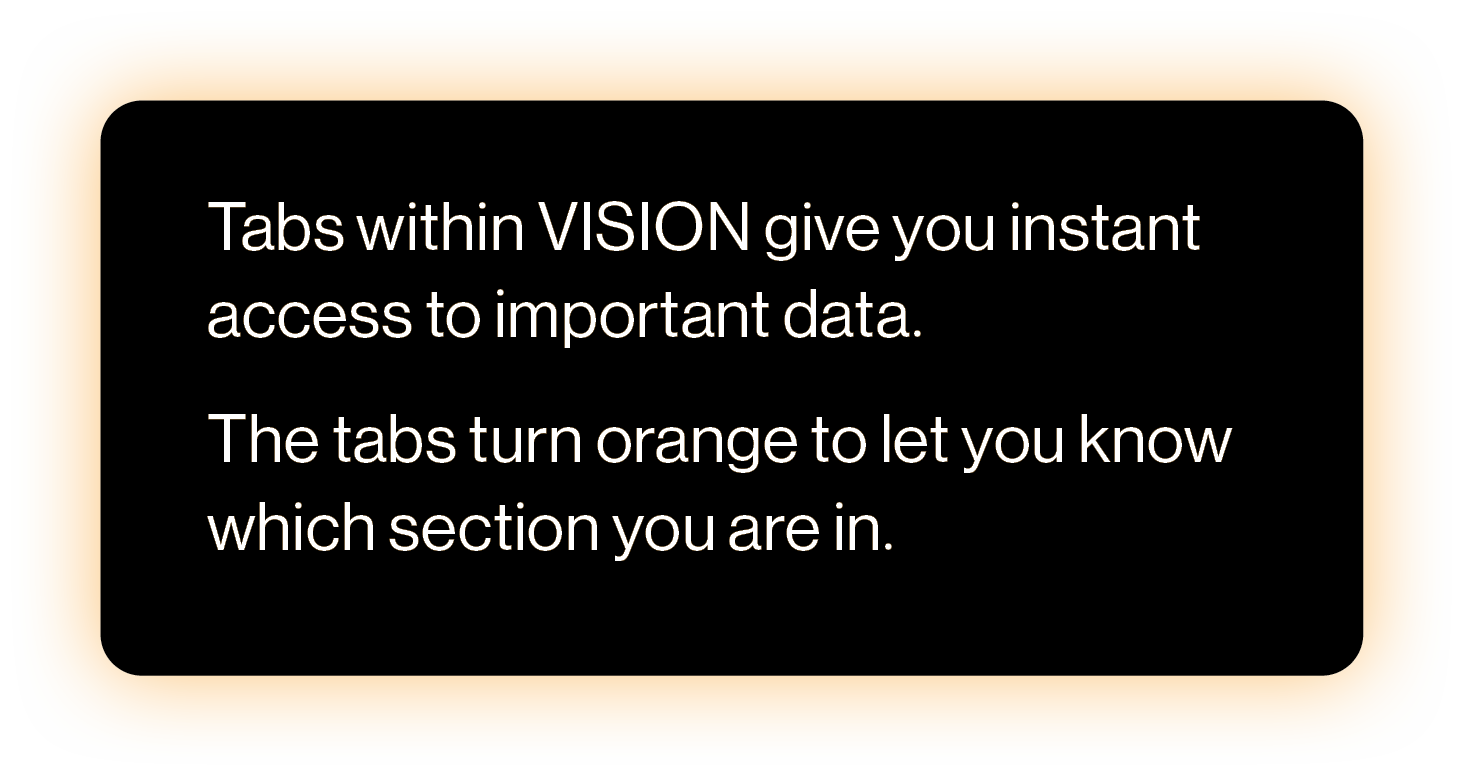 Tabs within VISION give you instant
access to important data.
The tabs turn orange to let you know
which section you are in.